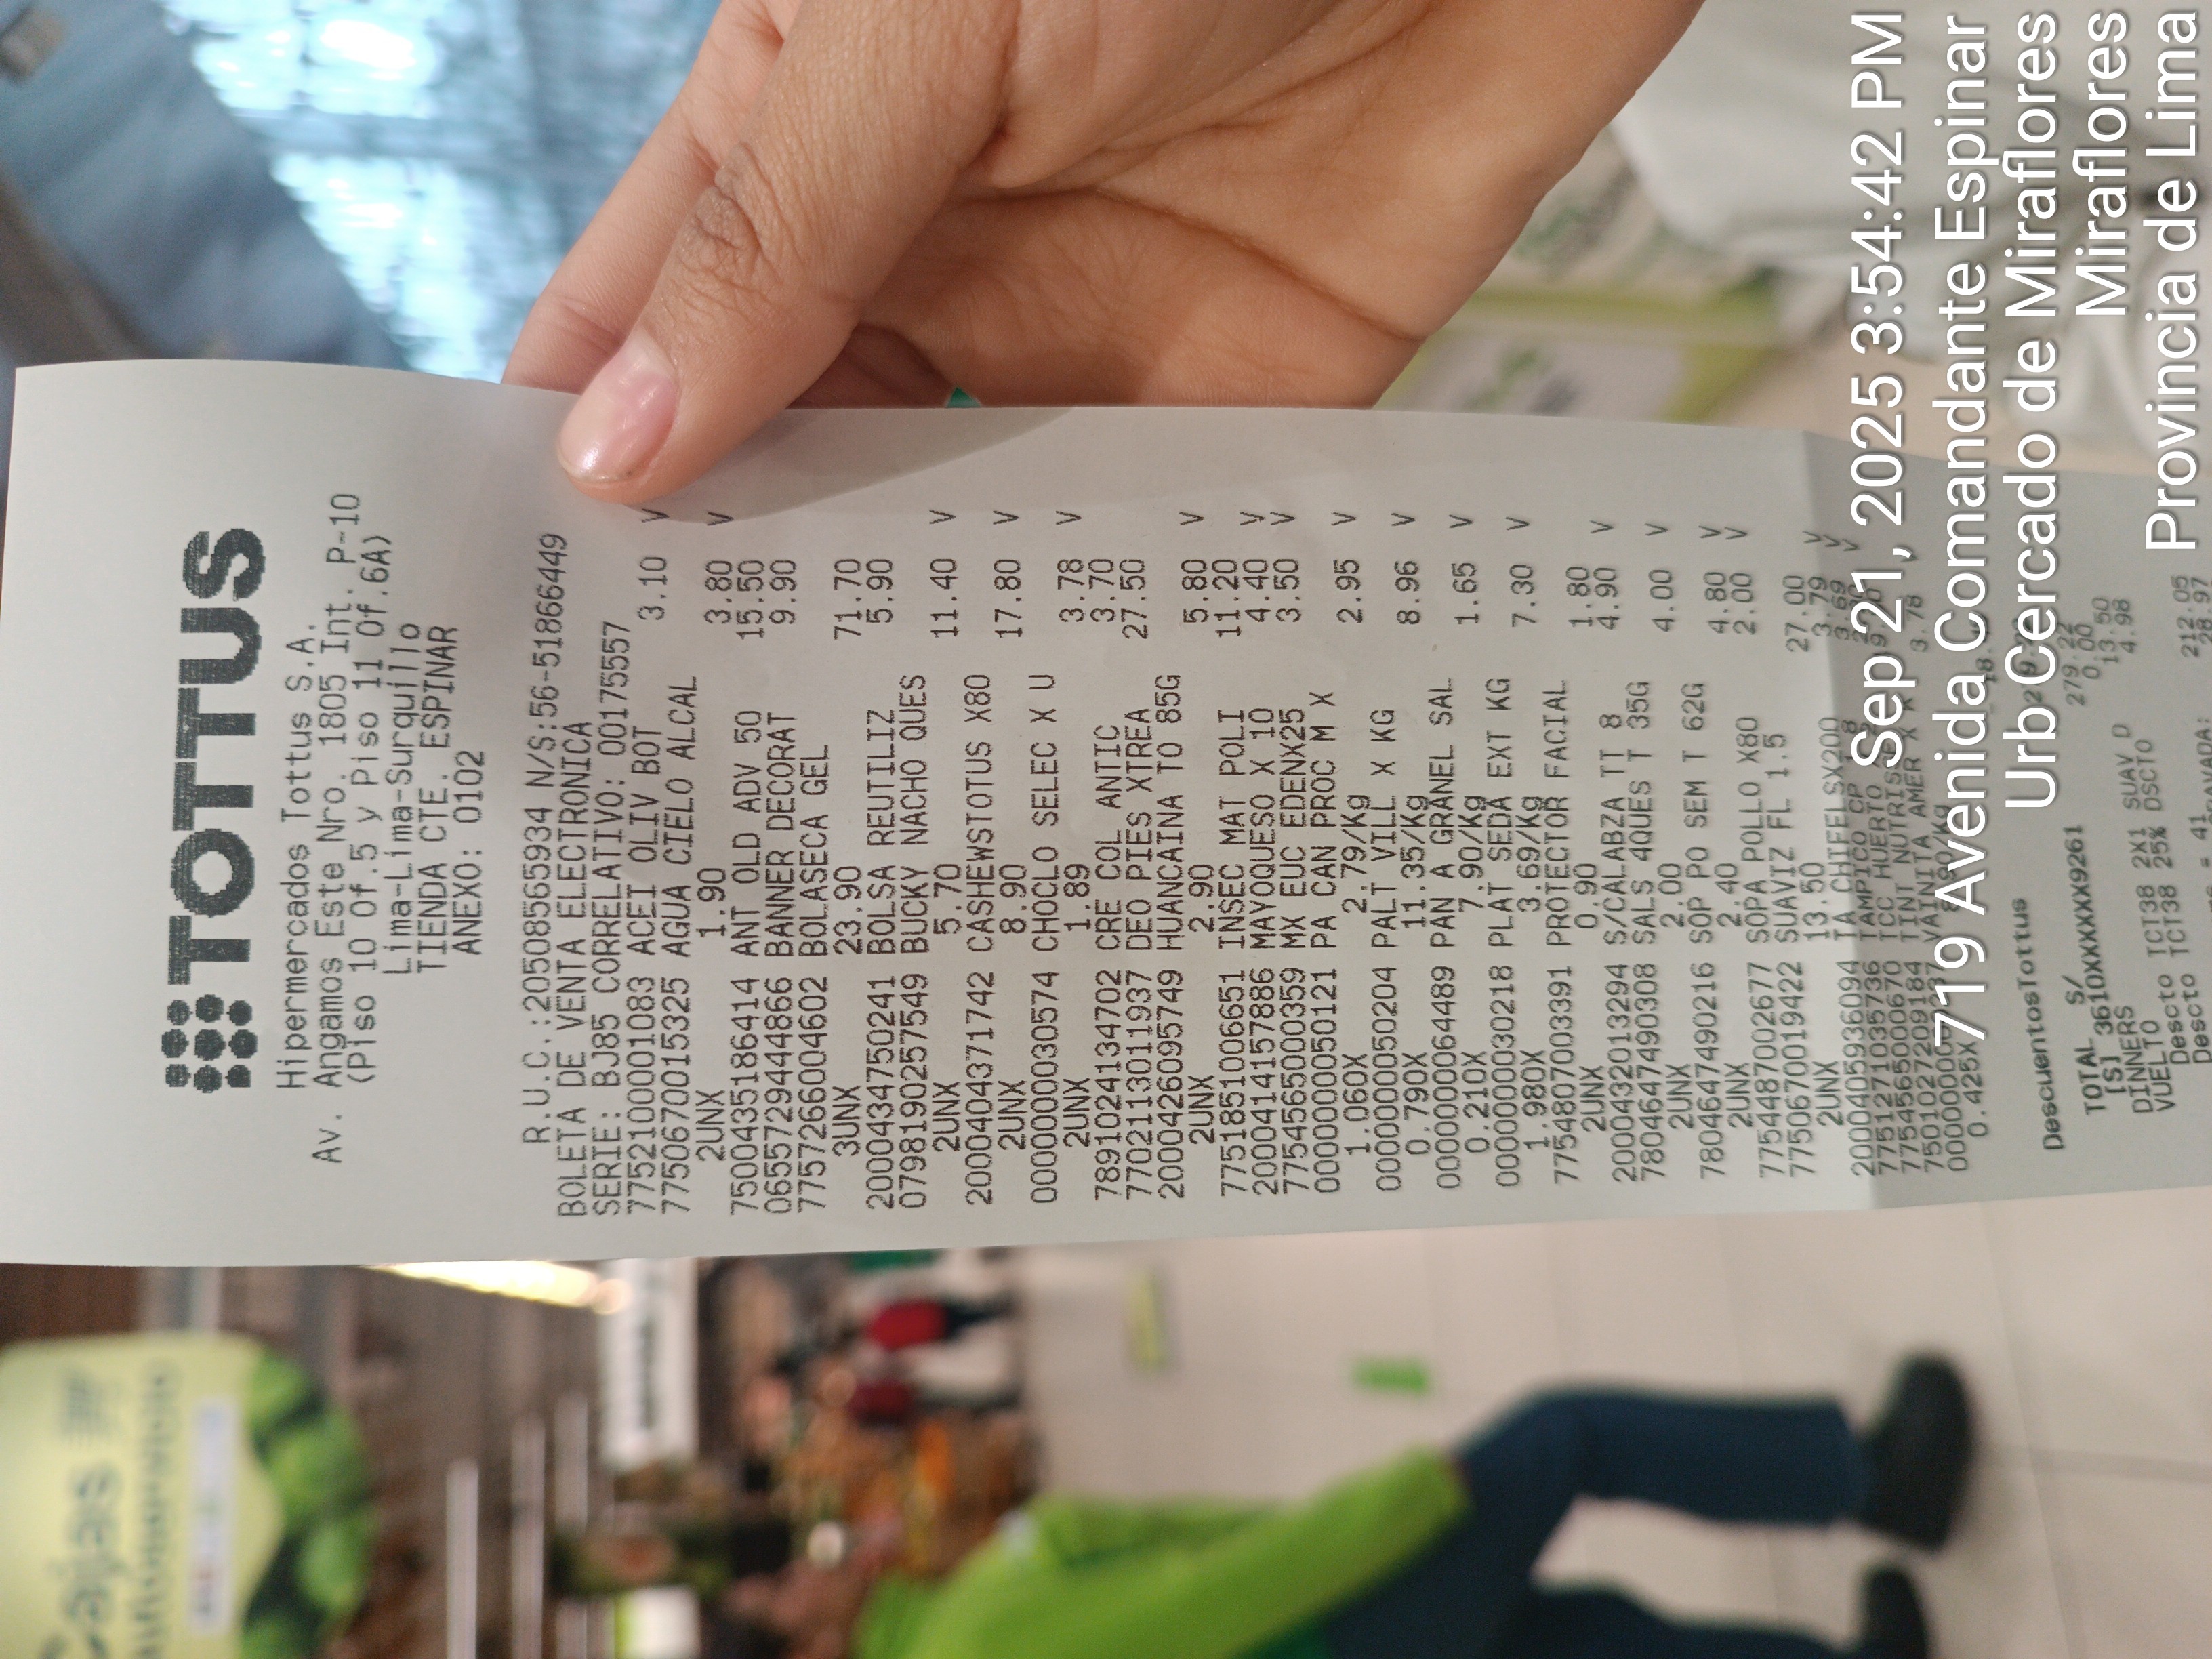 Cajas
autoservicio
TOTTUS
Hipermercados Tottus S.A.
Av. Angamos Este Nro. 1805 Int. P-10
(Piso 10 Of.5 y Piso 11 Of.6A)
Lima-Lima-Surquillo
TIENDA CTE. ESPINAR
ANEXO: 0102
R.U.C.:20508565934 N/S:56-51866449
BOLETA DE VENTA ELECTRONICA
SERIE: BJ85 CORRELATIVO: 00175557
7752100001083 ACEI OLIV BOT 3.10 V
7750670015325 AGUA CIELO ALCAL
2UNX 1.90 3.80 V
7500435186414 ANT OLD ADV 50 15.50
0655729444866 BANNER DECORAT 9.90
7757266004602 BOLASECA GEL
3UNX 23.90 71.70
2000434750241 BOLSA REUTILIZ 5.90
0798190257549 BUCKY NACHO QUES
2UNX 5.70 11.40 V
2000404371742 CASHEWSTOTUS X80
2UNX 8.90 17.80 V
0000000030574 CHOCLO SELEC X U
2UNX 1.89 3.78 V
7891024134702 CRE COL ANTIC 3.70
7702113011937 DEO PIES XTREA 27.50
2000426095749 HUANCAINA TO 85G
2UNX 2.90 5.80 V
7751851006651 INSEC MAT POLI 11.20
2000414157886 MAYOQUESO X 10 4.40 V
7754565000359 MX EUC EDENX25 3.50 V
0000000050121 PA CAN PROC M X
1.060X 2.79/Kg 2.95 V
0000000050204 PALT VILL X KG
0.790X 11.35/Kg 8.96 V
0000000064489 PAN A GRANEL SAL
0.210X 7.90/Kg 1.65 V
0000000030218 PLAT SEDA EXT KG
1.980X 3.69/Kg 7.30 V
7754807003391 PROTECTOR FACIAL
2UNX 0.90 1.80
2000432013294 S/CALABZA TT 8 4.90 V
7804647490308 SALS 4QUES T 35G
2UNX 2.00 4.00 V
7804647490216 SOP PO SEM T 62G
2UNX 2.40 4.80 V
7754487002677 SOPA POLLO X80 2.00 V
7750670019422 SUAVIZ FL 1.5
2UNX 13.50 27.00
2000405936094 TA CHIFELSX200 3.79 V
7751271035736 TAMPICO CP 3.69 V
7754565000670 TCC HUERTO V
7501027209184 TINT
VAINITA AMER X 3.78
0.425X
DescuentosTottus
TOTAL S/
[S] 3610XXXXXX9261
DINNERS 279.22
VUELTO 0.00
Descto TCT38 2X1 SUAV D 13.50
Descto TCT38 25% DSCTO 4.98
= 41
212.05
28.97
Sep 21, 2025 3:54:42 PM
719 Avenida Comandante Espinar
Urb Cercado de Miraflores
Miraflores
Provincia de Lima